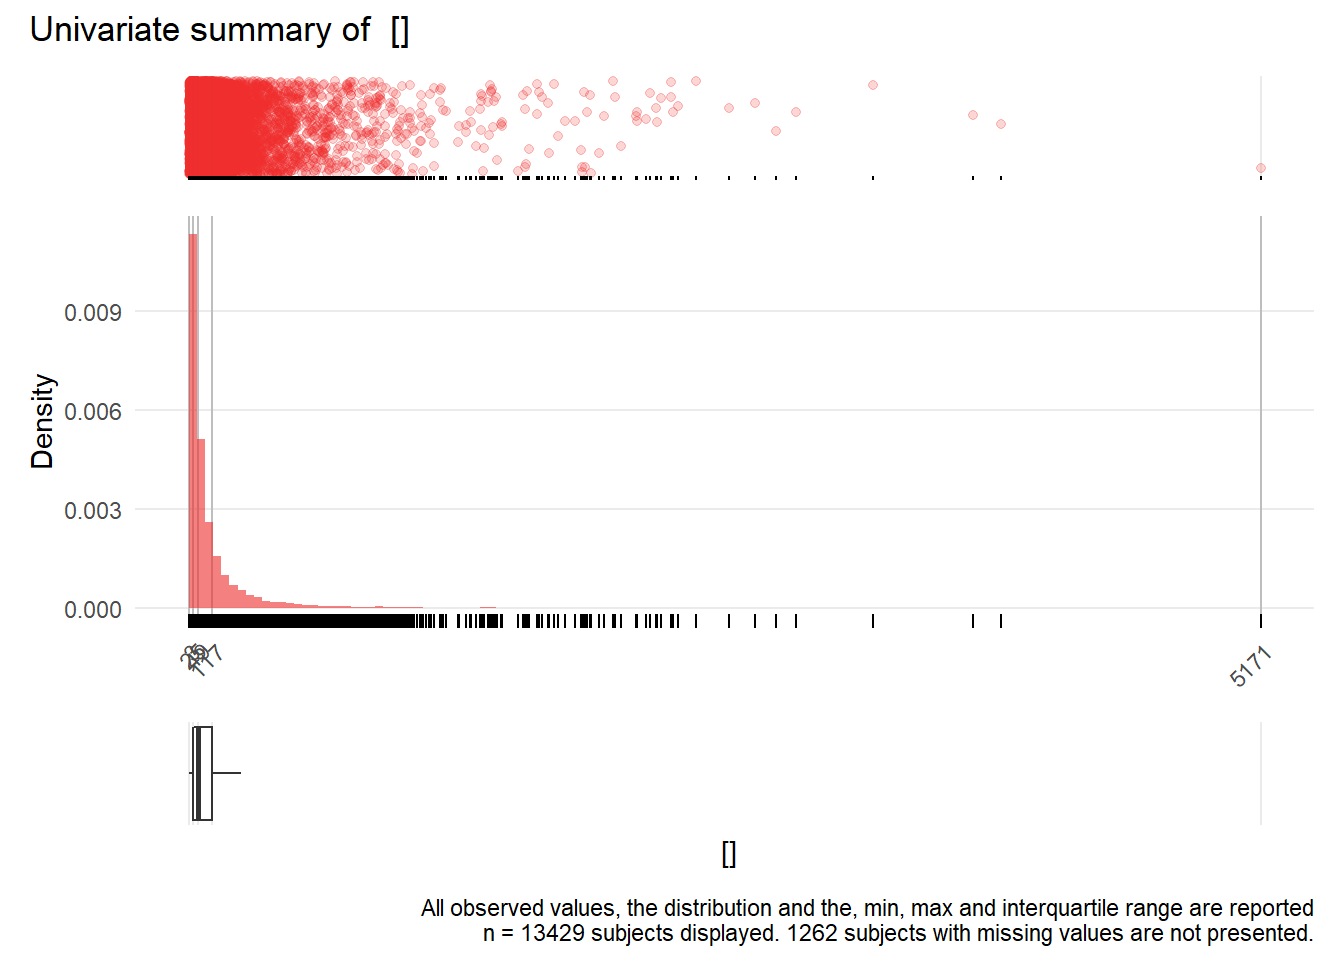 Univariate summary of  []
0.009
0.006
0.003
0.000
Density
117
5171
[]
All observed values, the distribution and the, min, max and interquartile range are reported
n = 13429 subjects displayed. 1262 subjects with missing values are not presented.